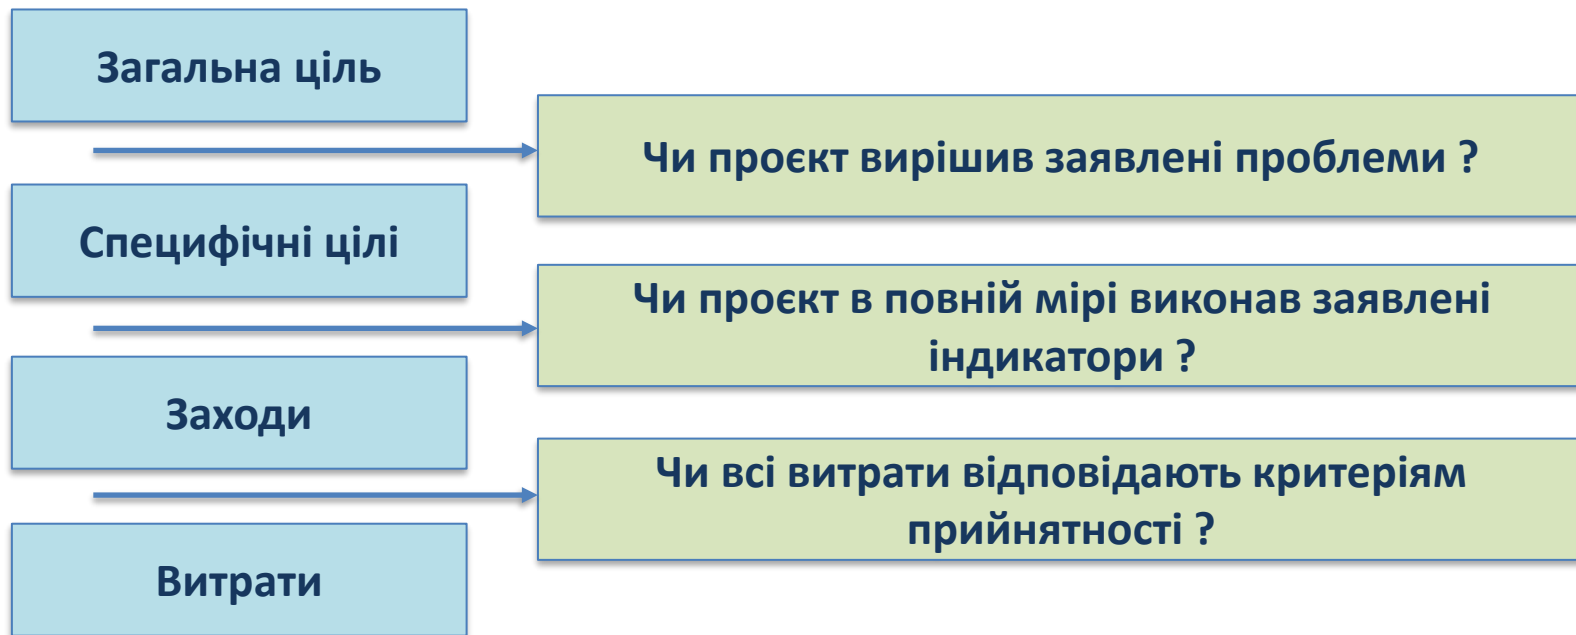 Загальна ціль
Чи проєкт вирішив заявлені проблеми ?
Специфічні цілі
Чи проєкт в повній мірі виконав заявлені
індикатори ?
Заходи
Чи всі витрати відповідають критеріям
прийнятності ?
Витрати